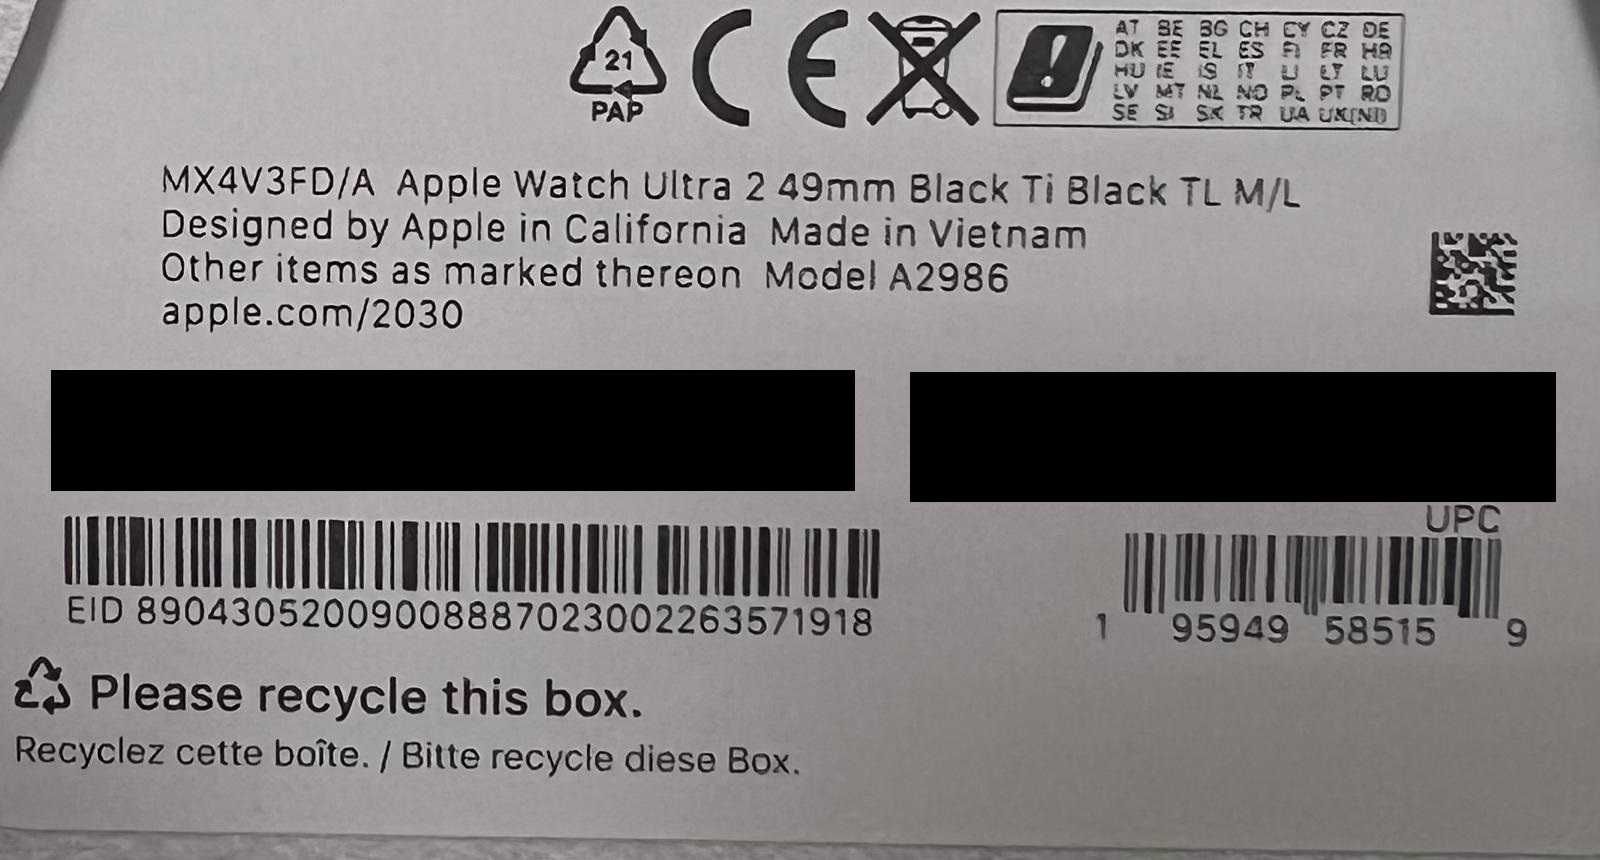 21
PAP
CE
AT BE BG CH CY CZ DE
DK EE EL ES FI FR HR
HU IE IS IT LI LT LU
LV MT NL NO PL PT RO
SE SI SK TR UA UK(NI)
MX4V3FD/A Apple Watch Ultra 2 49mm Black Ti Black TL M/L
Designed by Apple in California Made in Vietnam
Other items as marked thereon Model A2986
apple.com/2030
UPC
EID 89043052009008887023002263571918
1 95949 58515 9
Please recycle this box.
Recyclez cette boîte. / Bitte recycle diese Box.